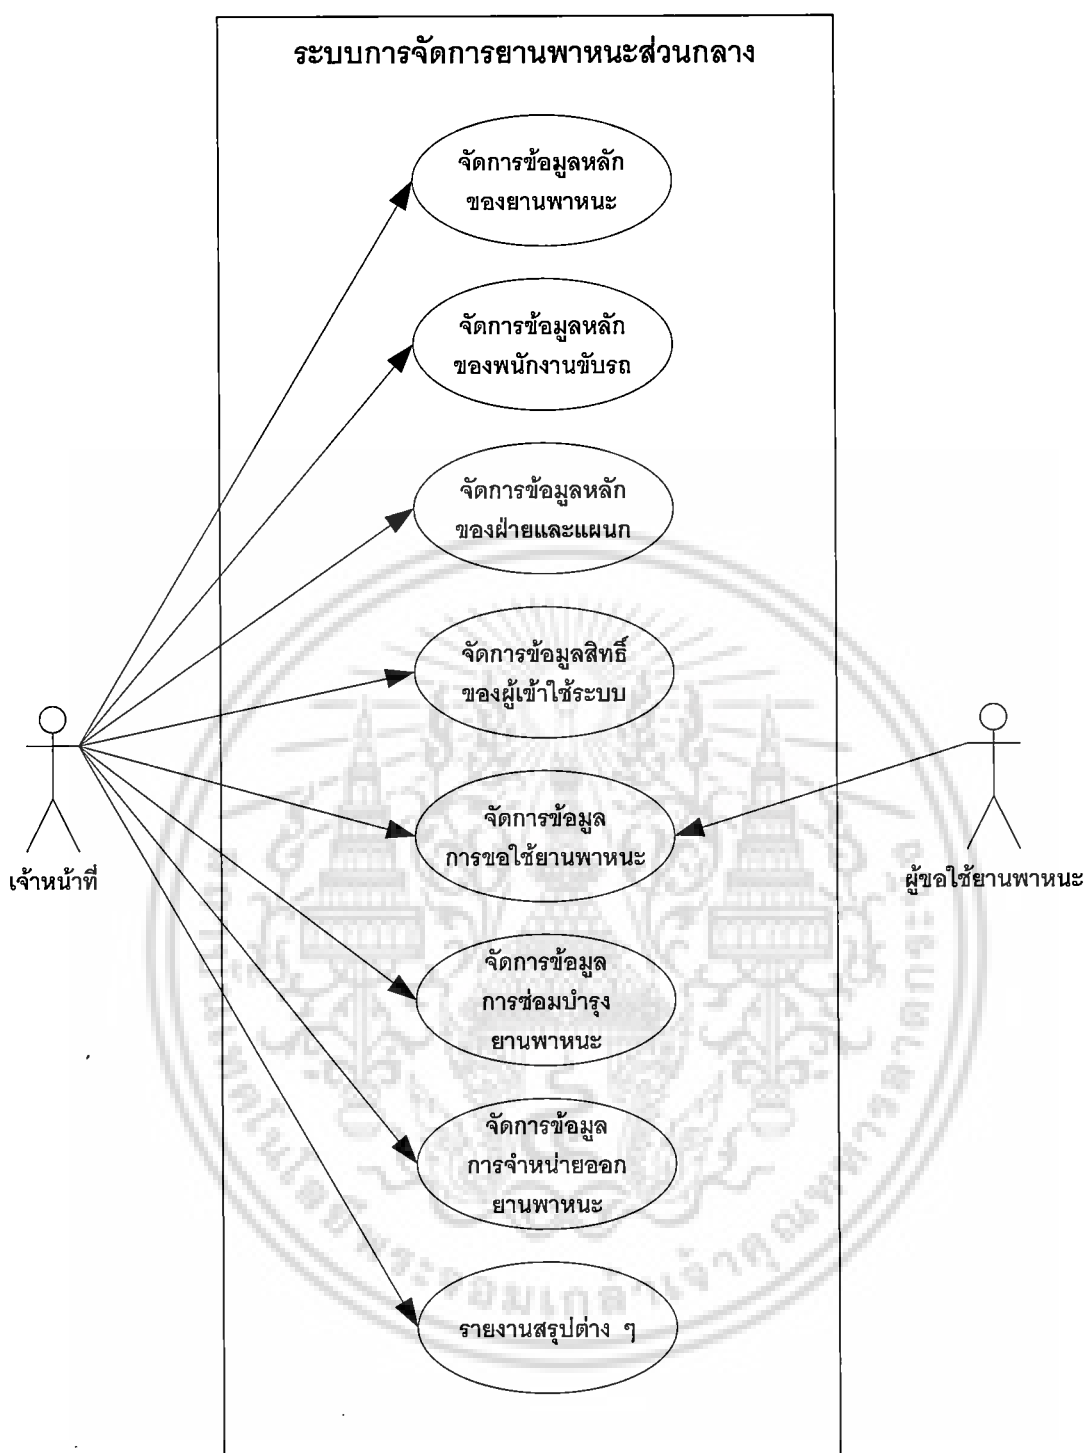 ระบบการจัดการยานพาหนะส่วนกลาง
จัดการข้อมูลหลัก
ของยานพาหนะ
จัดการข้อมูลหลัก
ของพนักงานขับรถ
จัดการข้อมูลหลัก
ของฝ่ายและแผนก
จัดการข้อมูลสิทธิ์
ของผู้เข้าใช้ระบบ
จัดการข้อมูล
การขอใช้ยานพาหนะ
เจ้าหน้าที่
ผู้ขอใช้ยานพาหนะ
จัดการข้อมูล
การซ่อมบำรุง
ยานพาหนะ
จัดการข้อมูล
การจำหน่ายออก
ยานพาหนะ
รายงานสรุปต่าง ๆ